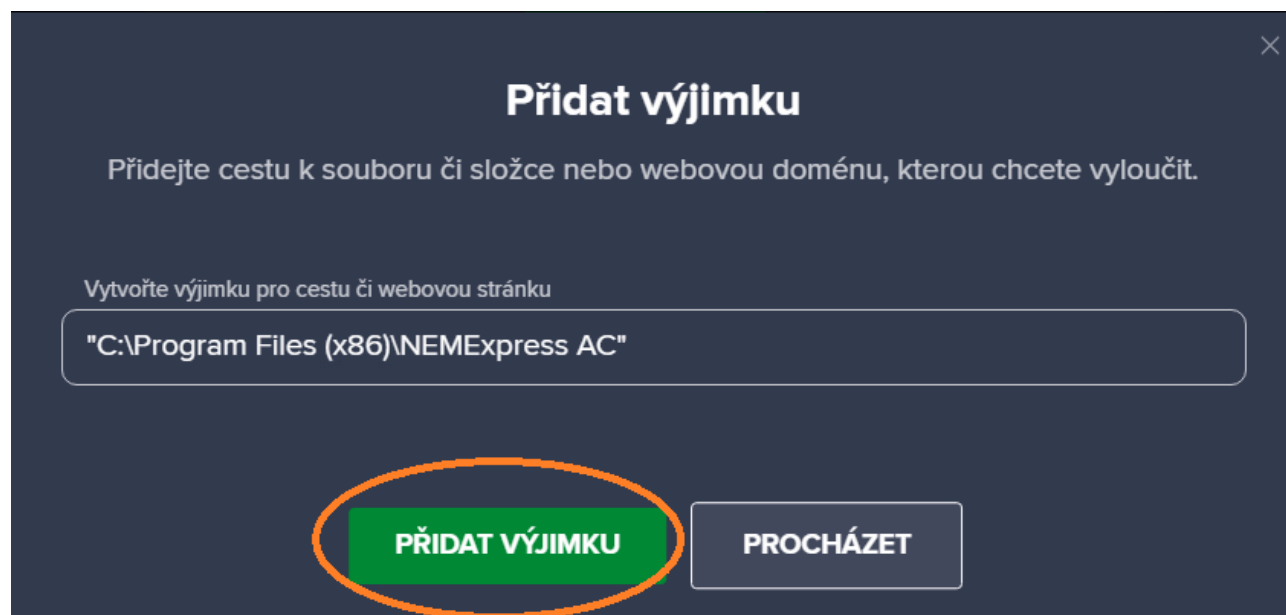 Přidat výjimku
Přidejte cestu k souboru či složce nebo webovou doménu, kterou chcete vyloučit.
Vytvořte výjimku pro cestu či webovou stránku
"C:\Program Files (x86)\NEMExpress AC"
PŘIDAT VÝJIMKU
PROCHÁZET